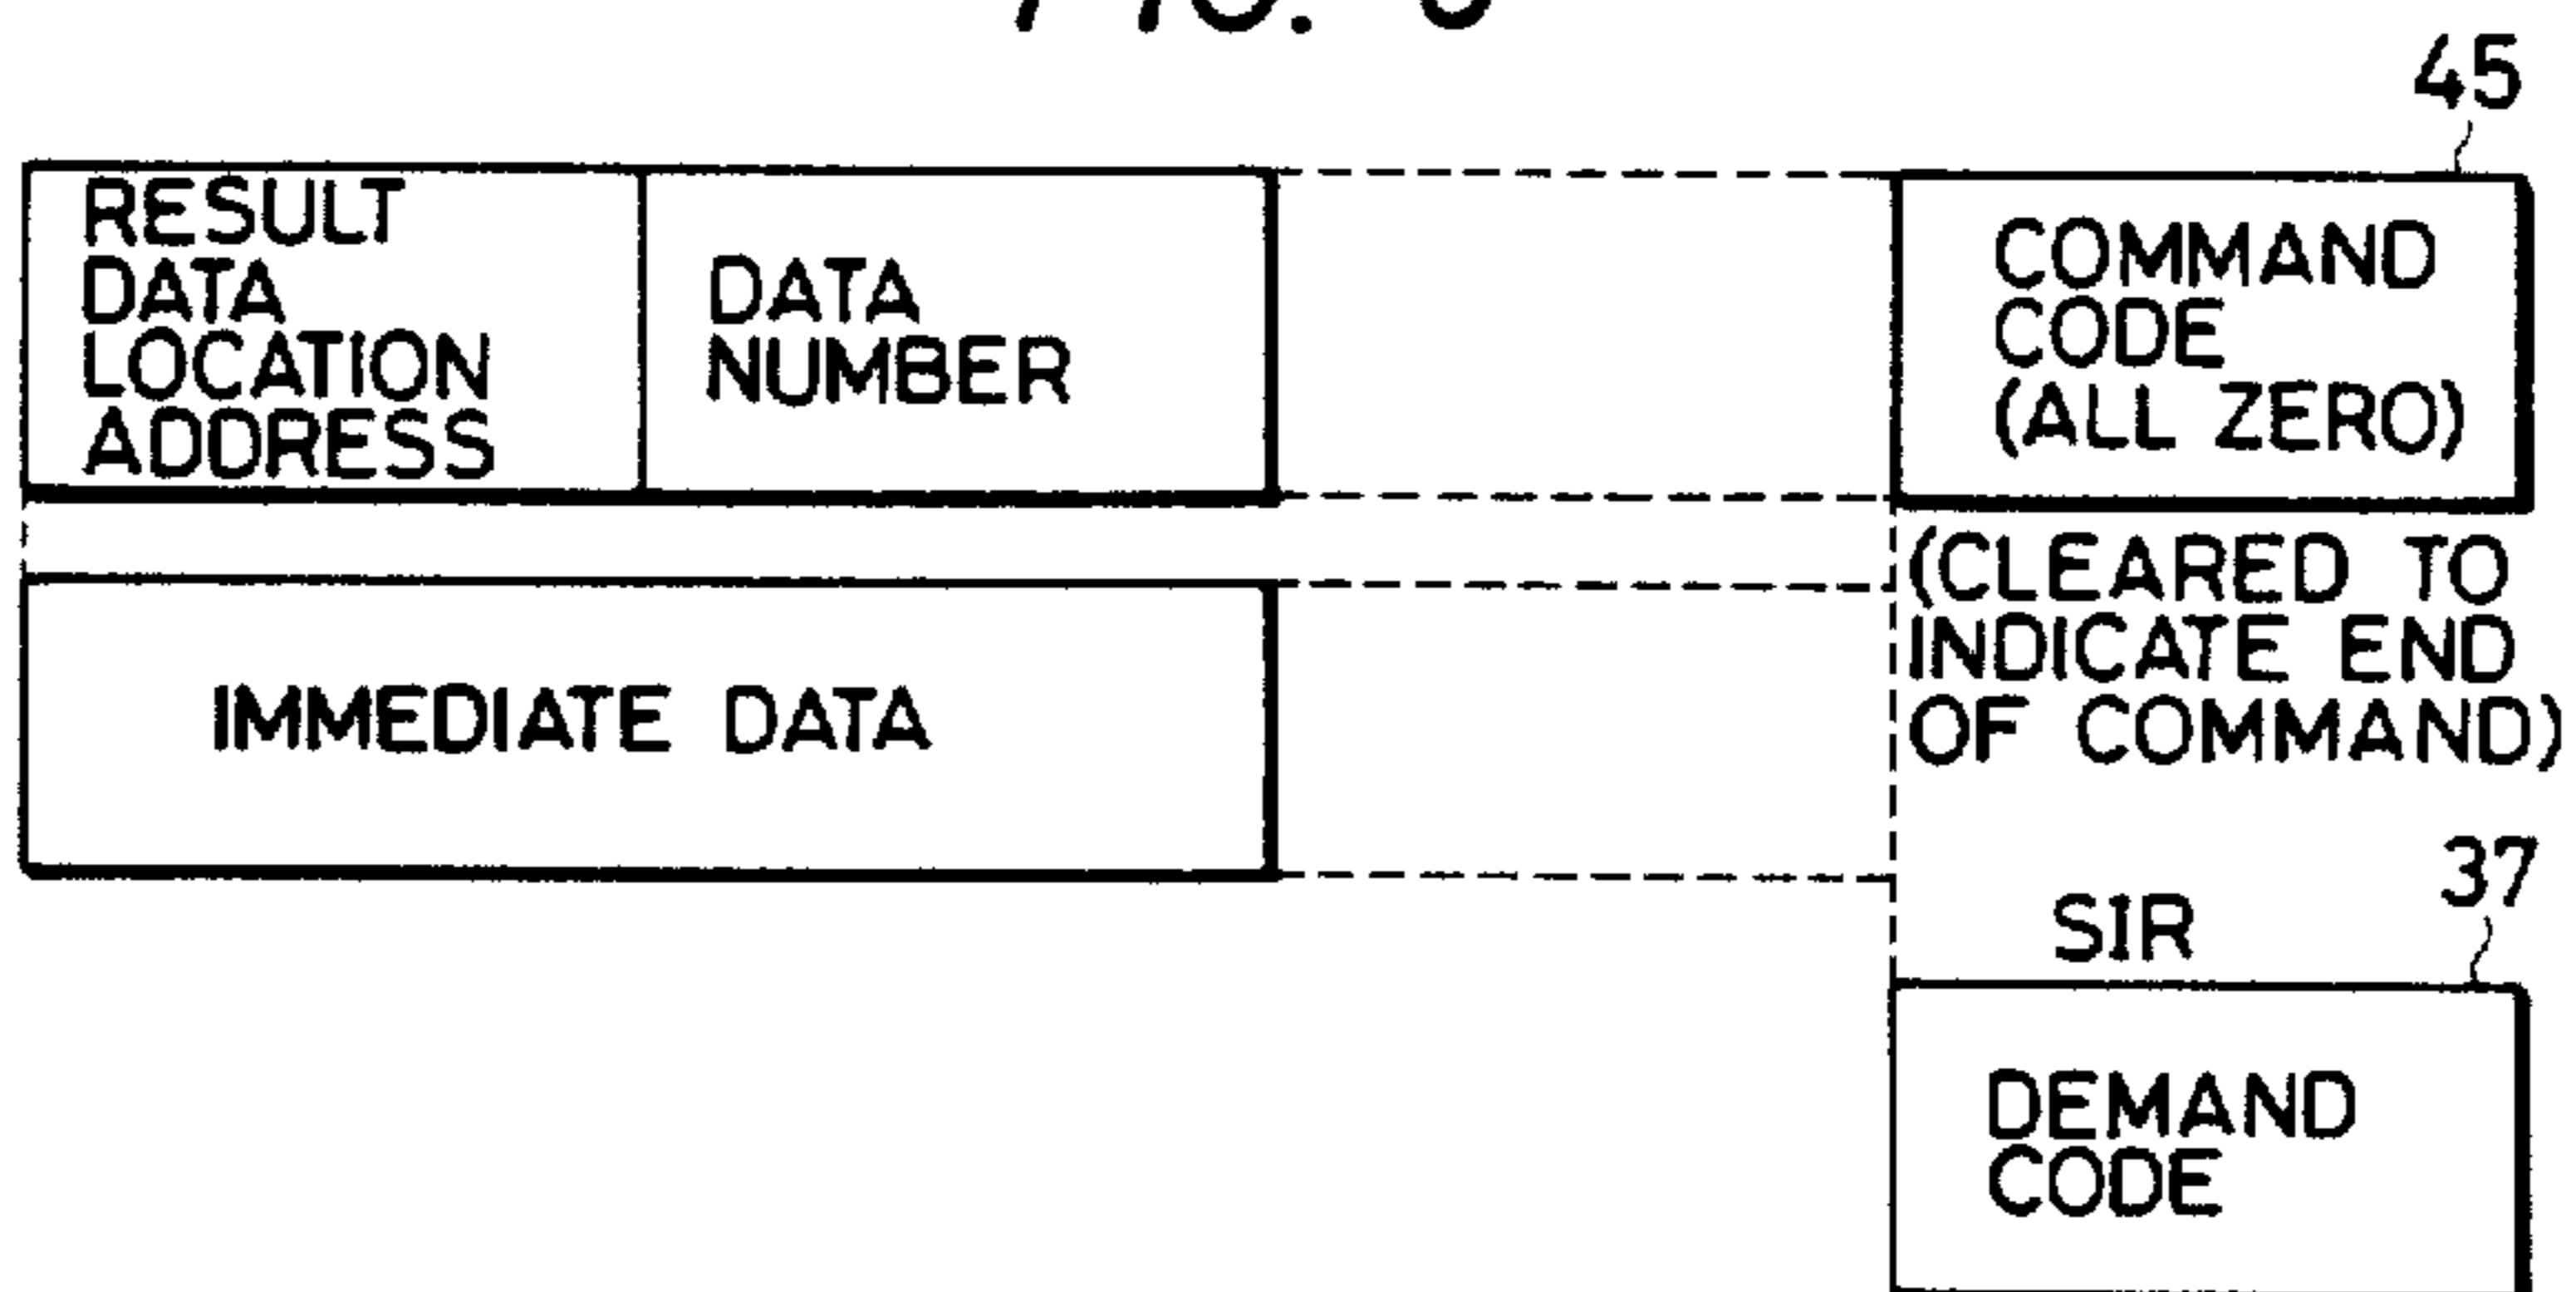 FIG.
45
RESULT
DATA
LOCATION
ADDRESS
DATA
NUMBER
COMMAND
CODE
(ALL ZERO)
(CLEARED TO
INDICATE END
OF COMMAND)
IMMEDIATE DATA
37
SIR
DEMAND
CODE